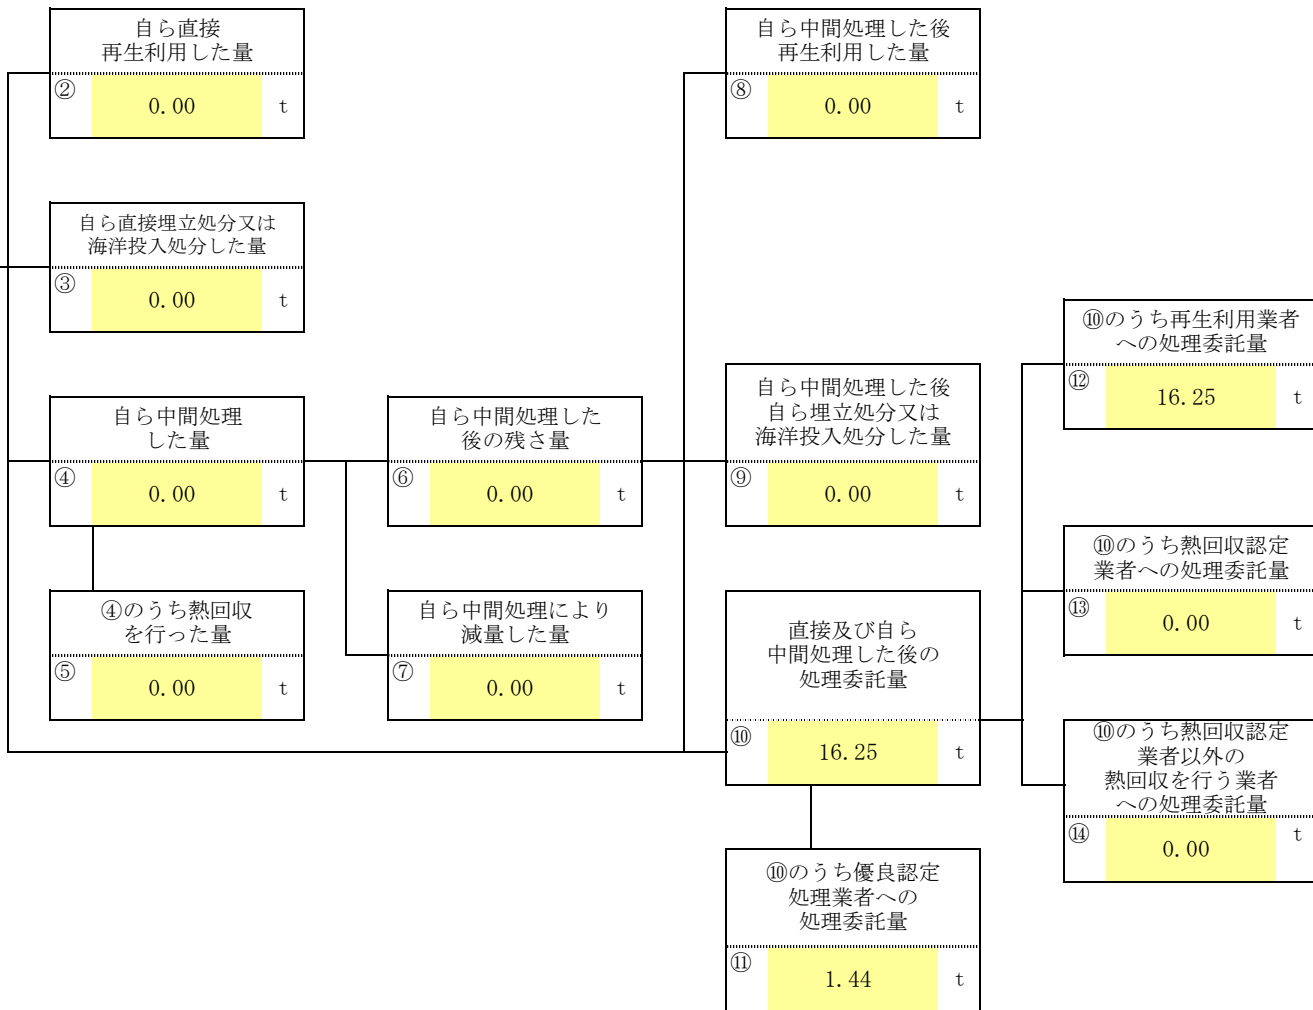 自ら直接
再生利用した量
② 0.00 t
自ら中間処理した後
再生利用した量
⑧ 0.00 t
自ら直接埋立処分又は
海洋投入処分した量
③ 0.00 t
⑩のうち再生利用業者
への処理委託量
⑫ 16.25 t
自ら中間処理
した量
④ 0.00 t
自ら中間処理した
後の残さ量
⑥ 0.00 t
自ら中間処理した後
自ら埋立処分又は
海洋投入処分した量
⑨ 0.00 t
⑩のうち熱回収認定
業者への処理委託量
⑬ 0.00 t
④のうち熱回収
を行った量
⑤ 0.00 t
自ら中間処理により
減量した量
⑦ 0.00 t
直接及び自ら
中間処理した後の
処理委託量
⑩ 16.25 t
⑩のうち熱回収認定
業者以外の
熱回収を行う業者
への処理委託量
⑭ 0.00 t
⑩のうち優良認定
処理業者への
処理委託量
⑪ 1.44 t